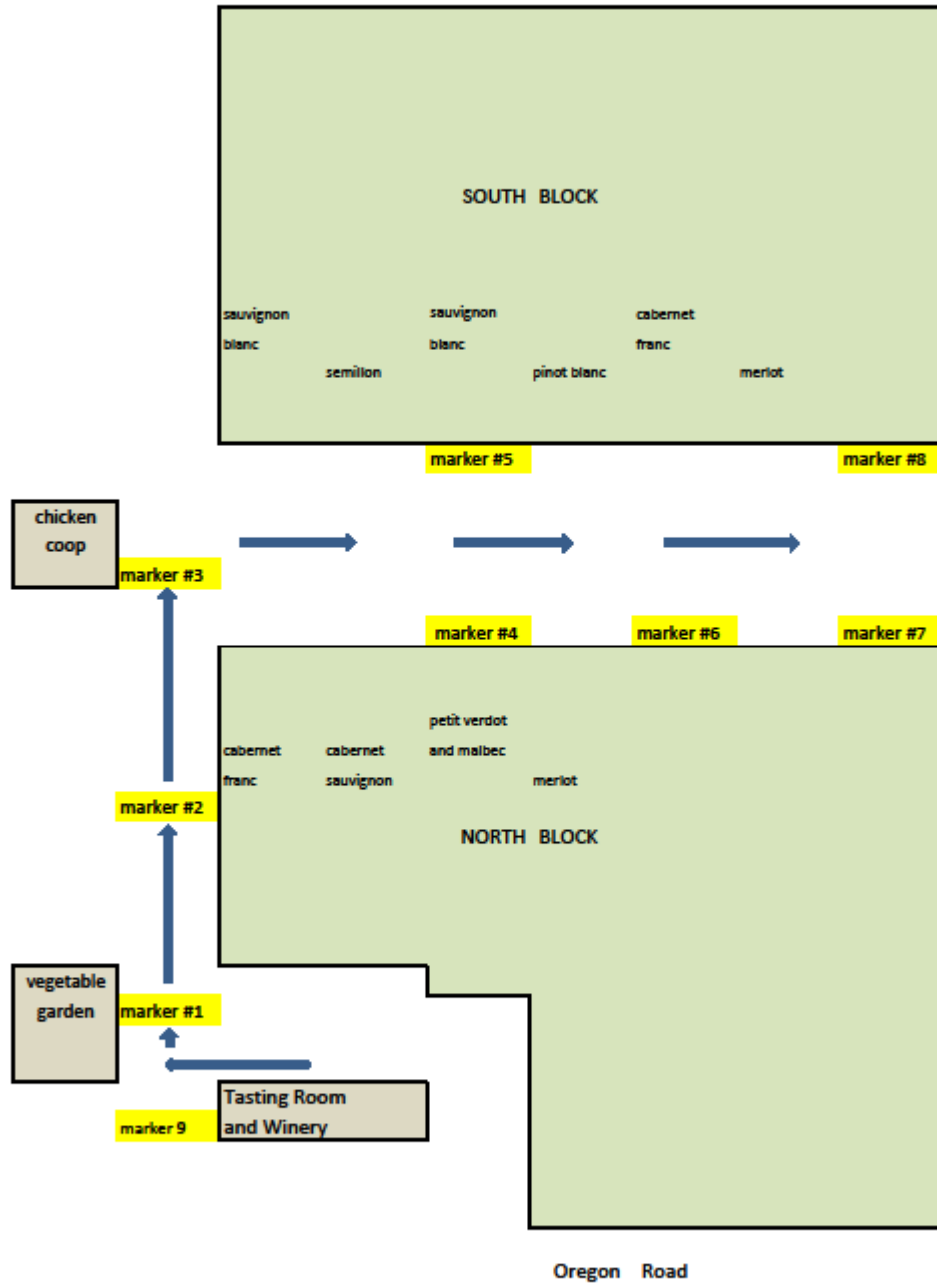 SOUTH BLOCK
sauvignon sauvignon cabernet
blanc blanc franc
semillon pinot blanc merlot
marker #5 marker #8
chicken
coop
marker #3
marker #4 marker #6 marker #7
petit verdot
cabernet cabernet and malbec
franc sauvignon merlot
marker #2
NORTH BLOCK
vegetable
garden
marker #1
Tasting Room
and Winery
marker 9
Oregon Road